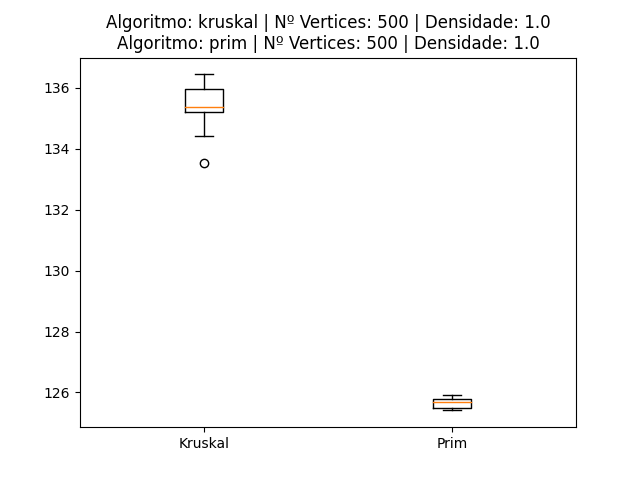 Algoritmo: kruskal | Nº Vertices: 500 | Densidade: 1.0
Algoritmo: prim | Nº Vertices: 500 | Densidade: 1.0
136
134
132
130
128
126
Kruskal
Prim